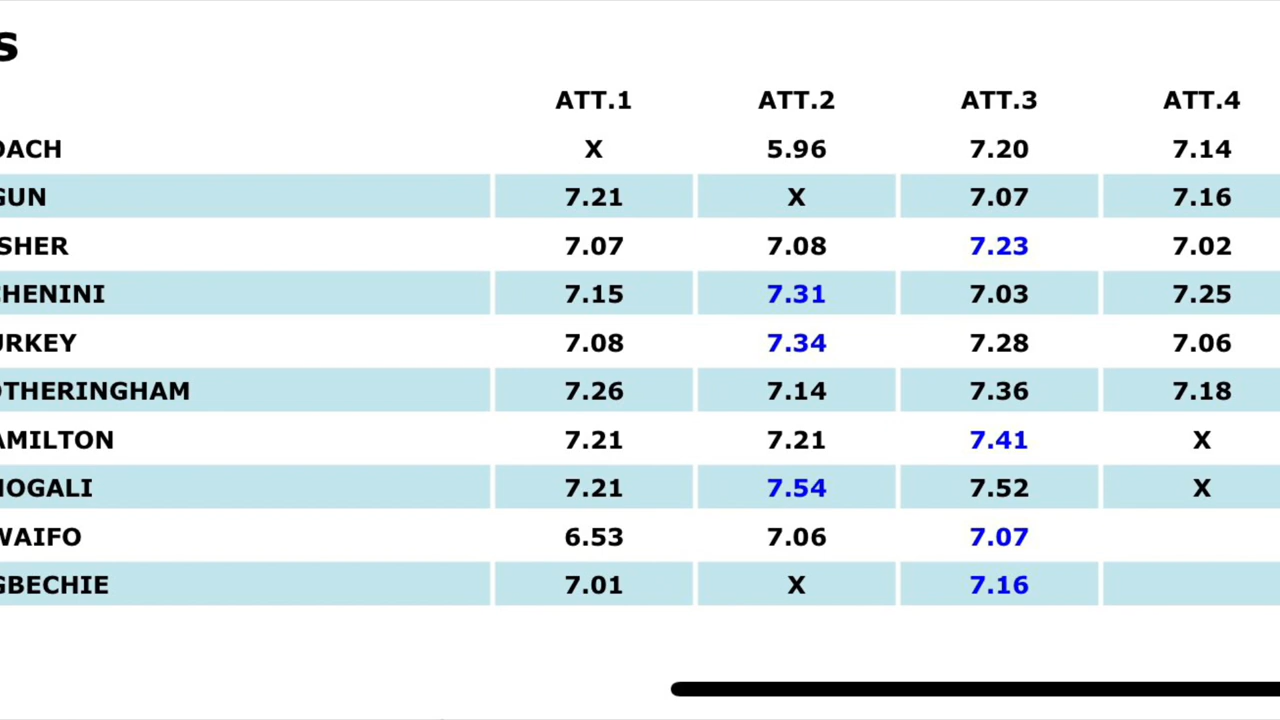 S
ATT.1 ATT.2 ATT.3 ATT.4
OACH X 5.96 7.20 7.14
GUN 7.21 X 7.07 7.16
SHER 7.07 7.08 7.23 7.02
CHENINI 7.15 7.31 7.03 7.25
URKEY 7.08 7.34 7.28 7.06
OTHERINGHAM 7.26 7.14 7.36 7.18
AMILTON 7.21 7.21 7.41 X
HOGALI 7.21 7.54 7.52 X
WAIFO 6.53 7.06 7.07
GBECHIE 7.01 X 7.16